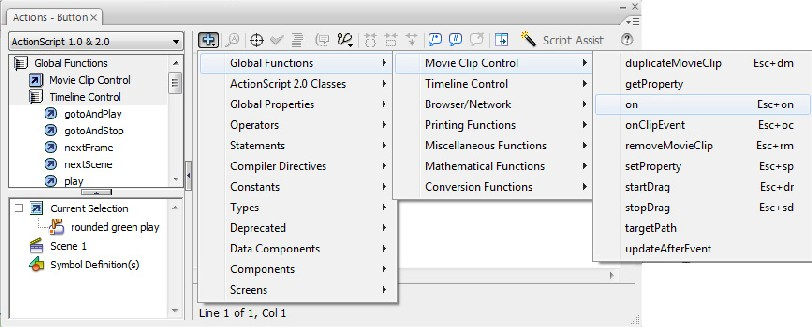 Actions - Button ×
ActionScript 1.0 & 2.0
Script Assist
Global Functions
Movie Clip Control
Timeline Control
gotoAndPlay
gotoAndStop
nextFrame
nextScene
play
Current Selection
rounded green play
Scene 1
Symbol Definition(s)
Global Functions
ActionScript 2.0 Classes
Global Properties
Operators
Statements
Compiler Directives
Constants
Types
Deprecated
Data Components
Components
Screens
Movie Clip Control
Timeline Control
Browser/Network
Printing Functions
Miscellaneous Functions
Mathematical Functions
Conversion Functions
duplicateMovieClip Esc+dm
getProperty
on Esc+on
onClipEvent Esc+oc
removeMovieClip Esc+rm
setProperty Esc+sp
startDrag Esc+dr
stopDrag Esc+sd
targetPath
updateAfterEvent
Line 1 of 1, Col 1